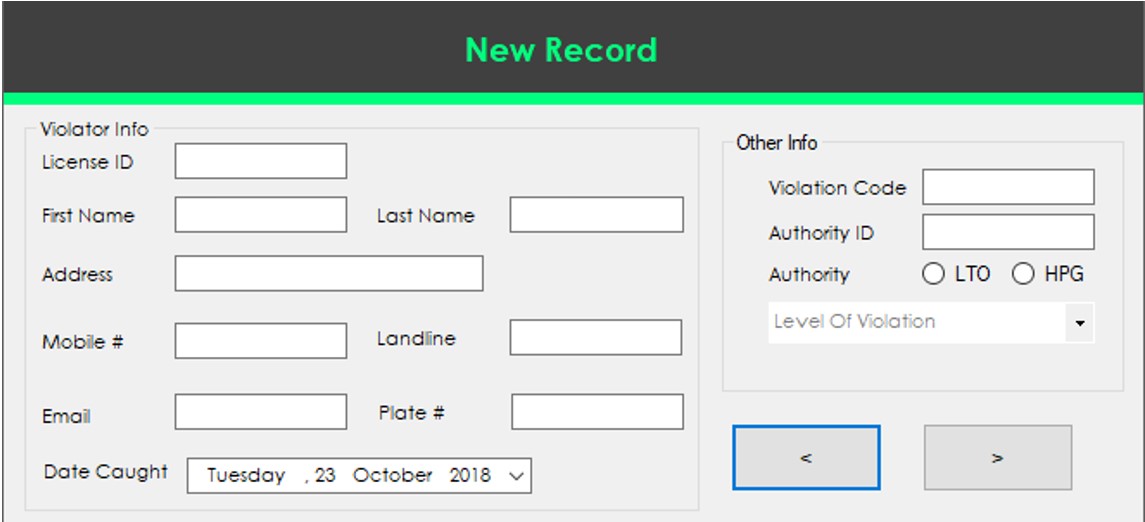 New Record
Violator Info
License ID
First Name Last Name
Address
Mobile # Landline
Email Plate #
Date Caught Tuesday , 23 October 2018
Other Info
Violation Code
Authority ID
Authority LTO HPG
Level Of Violation
< >